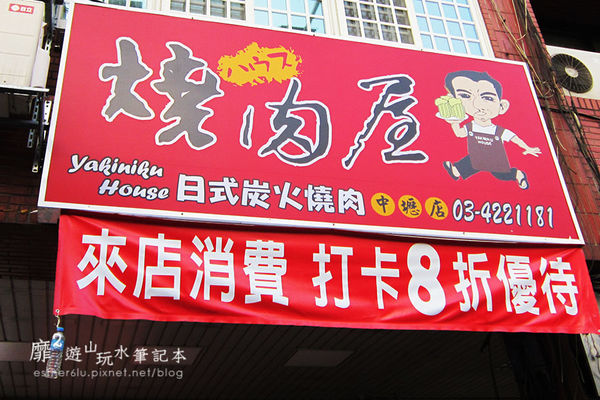 ハウス
燒肉屋
Yakiniku House 日式炭火燒肉 中壢店 03-4221181
YAKINIKU HOUSE
來店消費 打卡8折優待
靡遊山玩水筆記本
esther6lu.pixnet.net/blog